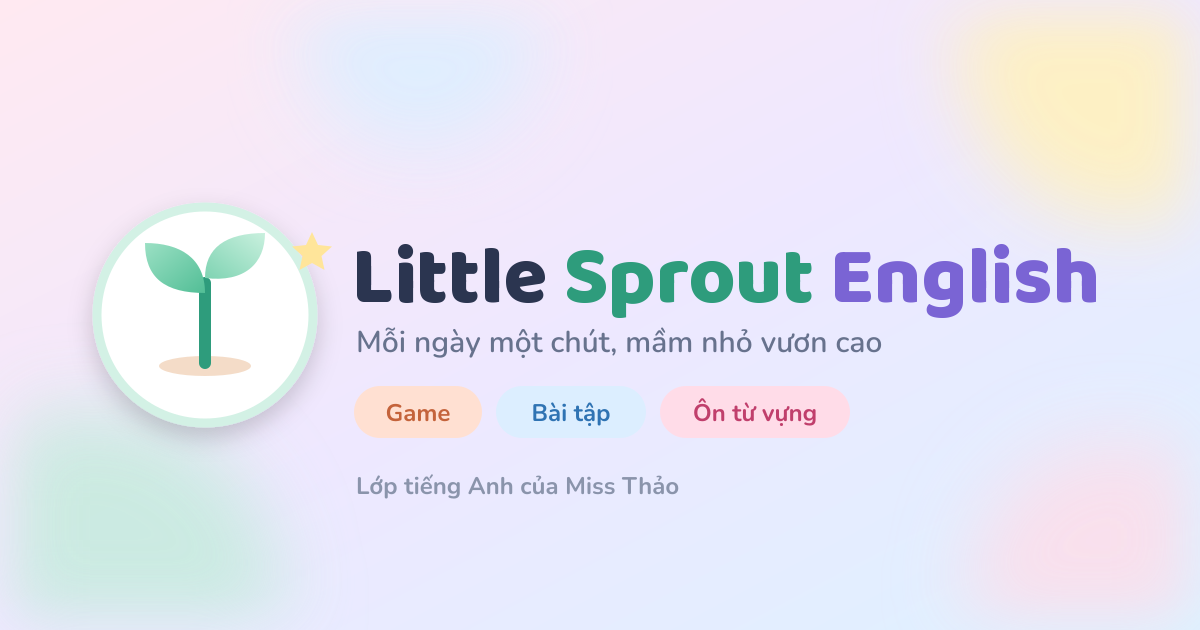 Little Sprout English
Mỗi ngày một chút, mầm nhỏ vươn cao
Game Bài tập Ôn từ vựng
Lớp tiếng Anh của Miss Thảo